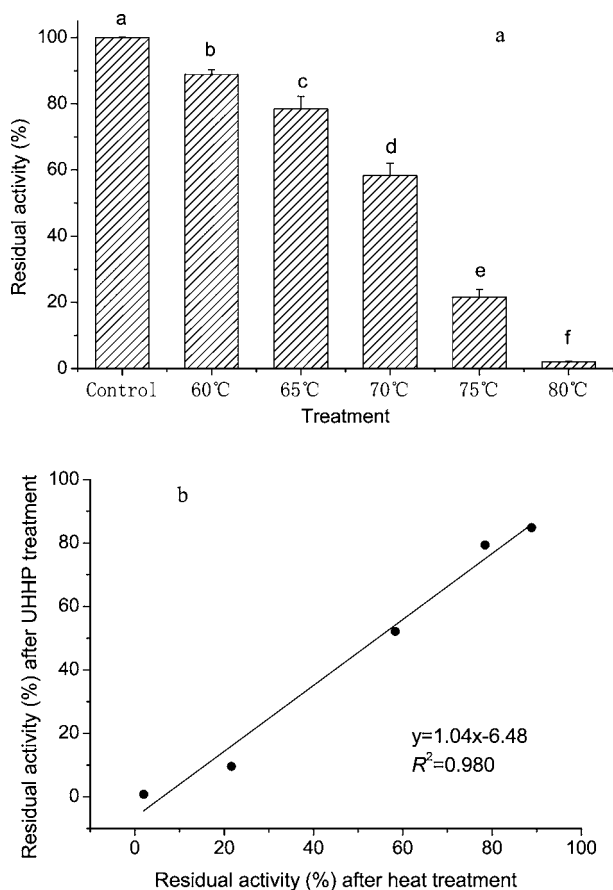 a
100
a
b
80
c
Residual activity (%)
60
d
40
e
20
f
0
Control 60℃ 65℃ 70℃ 75℃ 80℃
Treatment
100
b
80
Residual activity (%) after UHHP treatment
60
40
20
y=1.04x-6.48
R²=0.980
0
0 20 40 60 80 100
Residual activity (%) after heat treatment